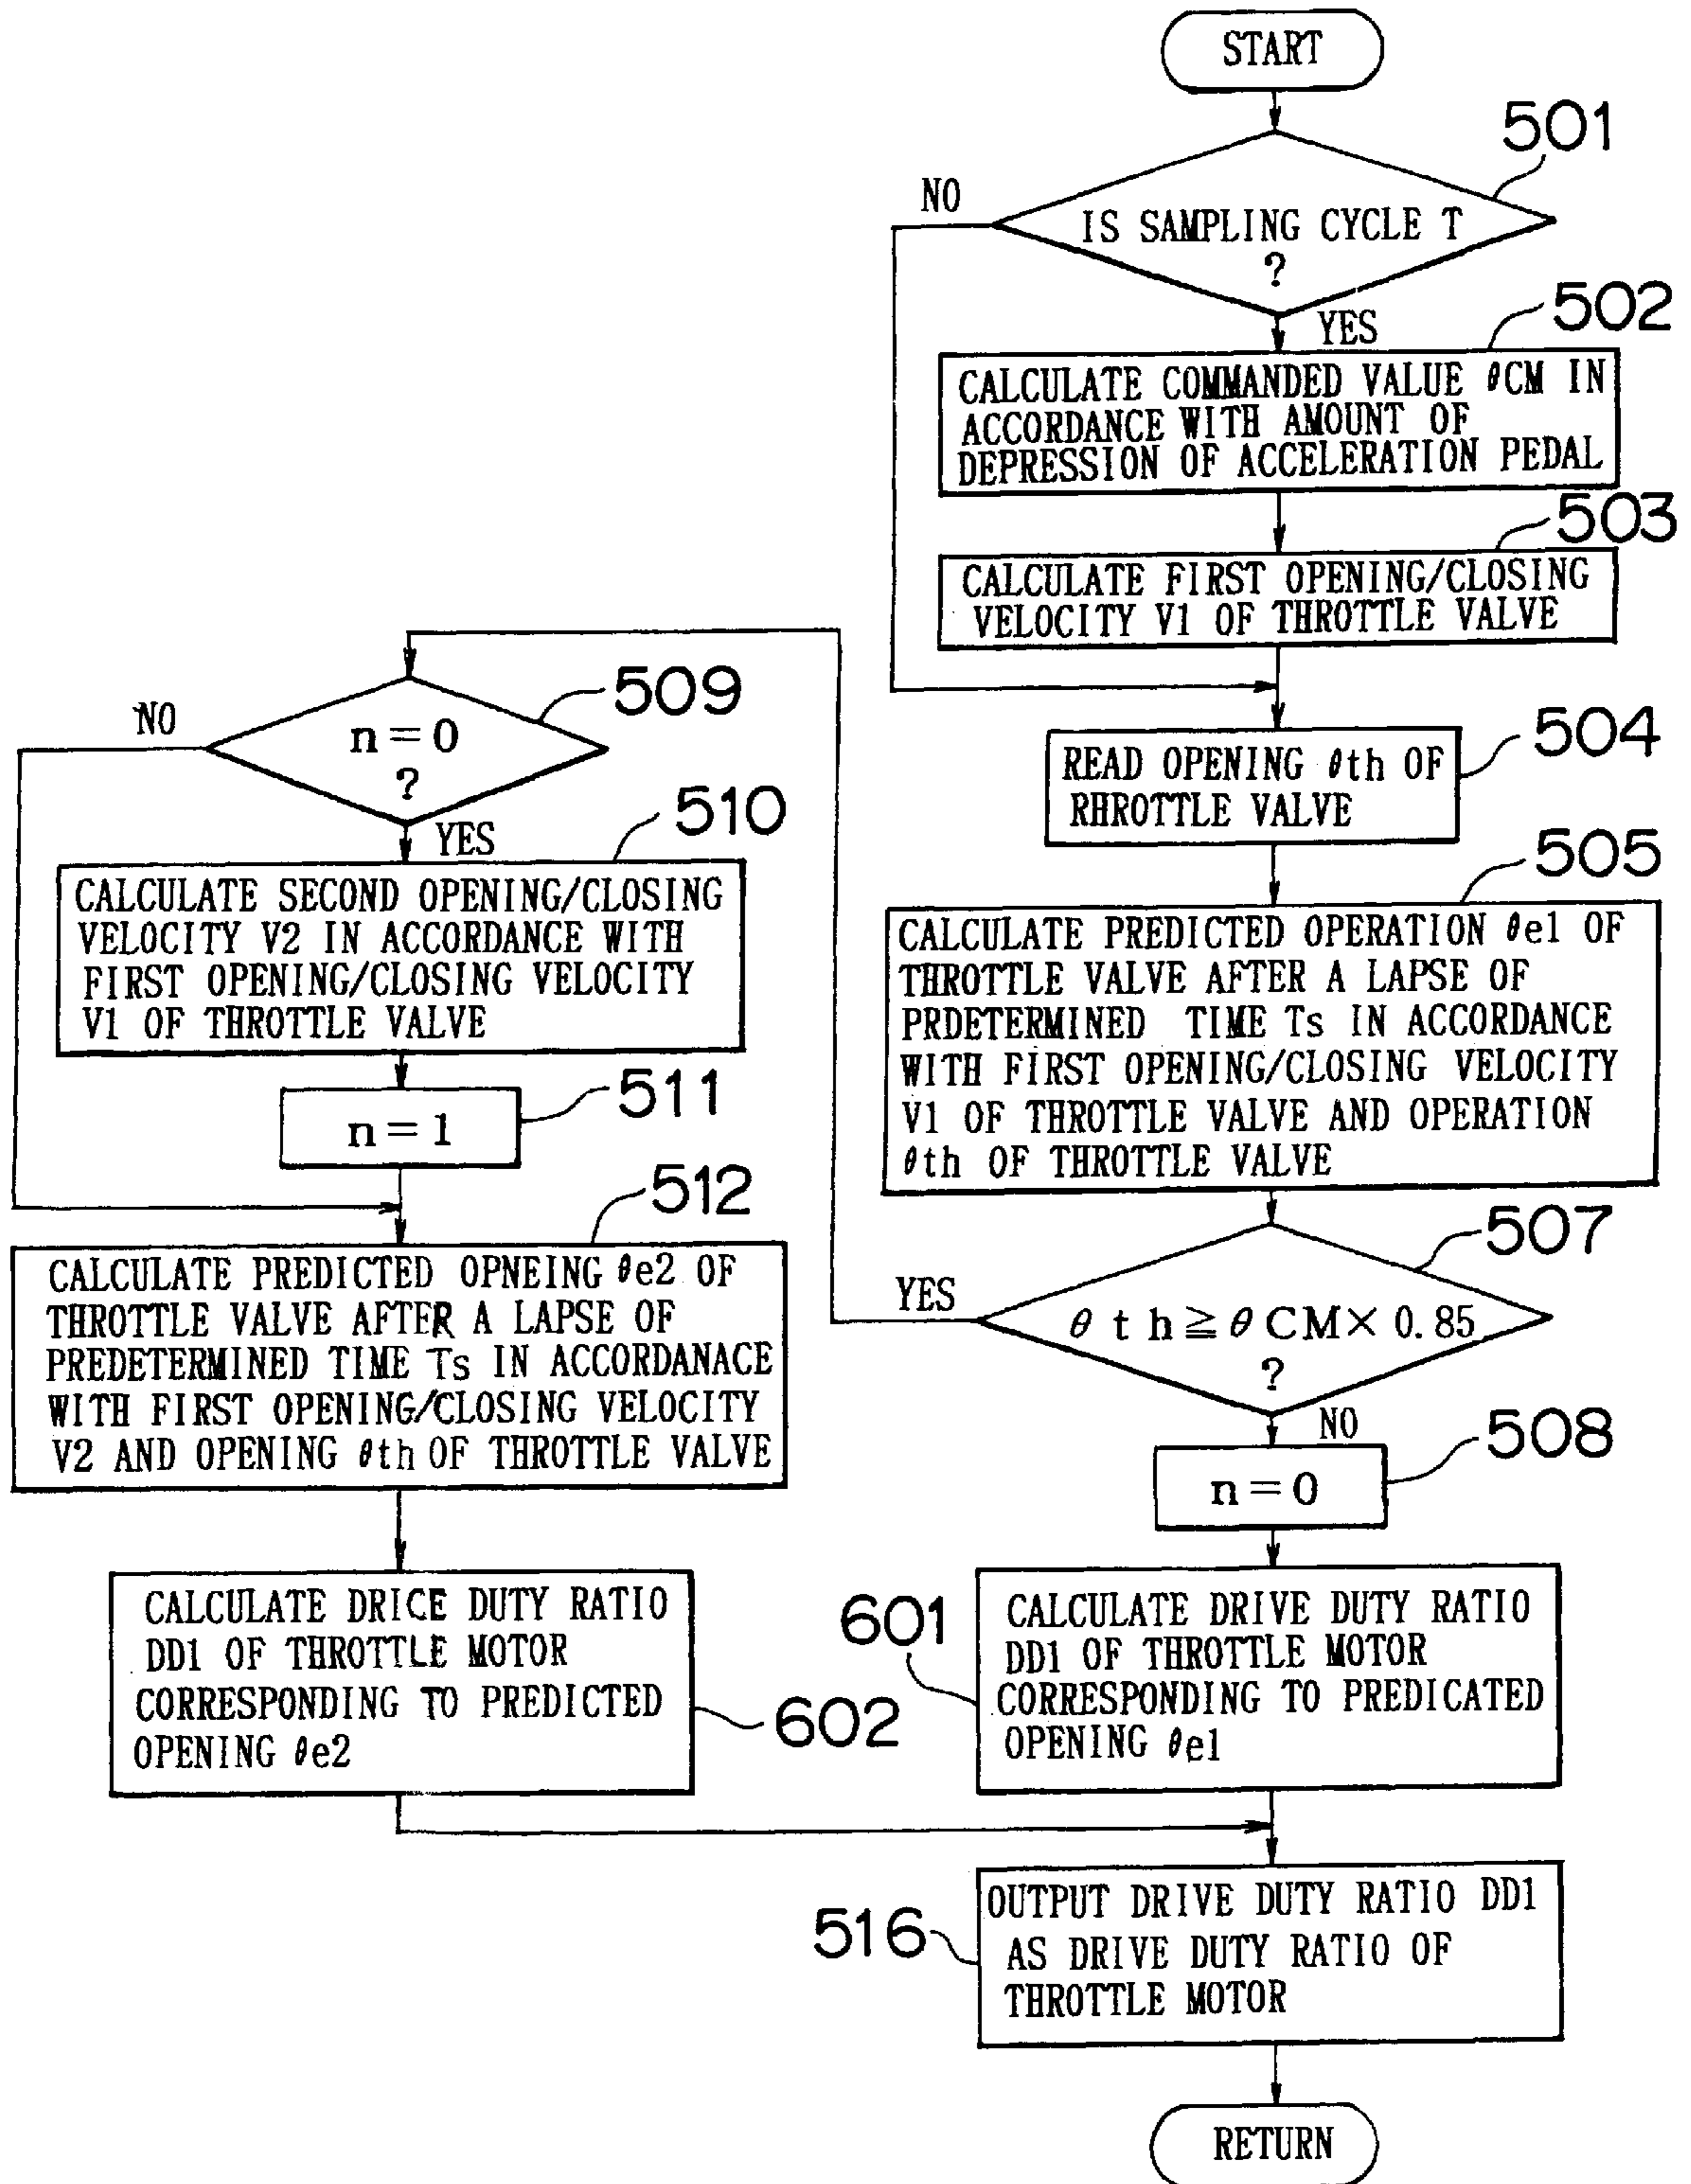 START
501
NO
IS SAMPLING CYCLE T
?
YES
502
CALCULATE COMMANDED VALUE θCM IN
ACCORDANCE WITH AMOUNT OF
DEPRESSION OF ACCELERATION PEDAL
503
CALCULATE FIRST OPENING/CLOSING
VELOCITY V1 OF THROTTLE VALVE
504
READ OPENING θth OF
RHROTTLE VALVE
505
CALCULATE PREDICTED OPERATION θe1 OF
THROTTLE VALVE AFTER A LAPSE OF
PRDETERMINED TIME Ts IN ACCORDANCE
WITH FIRST OPENING/CLOSING VELOCITY
V1 OF THROTTLE VALVE AND OPERATION
θth OF THROTTLE VALVE
507
YES
θ th ≧ θ CM × 0.85
?
NO
508
n = 0
601
CALCULATE DRIVE DUTY RATIO
DD1 OF THROTTLE MOTOR
CORRESPONDING TO PREDICATED
OPENING θe1
509
NO
n = 0
?
YES
510
CALCULATE SECOND OPENING/CLOSING
VELOCITY V2 IN ACCORDANCE WITH
FIRST OPENING/CLOSING VELOCITY
V1 OF THROTTLE VALVE
511
n = 1
512
CALCULATE PREDICTED OPNEING θe2 OF
THROTTLE VALVE AFTER A LAPSE OF
PREDETERMINED TIME Ts IN ACCORDANACE
WITH FIRST OPENING/CLOSING VELOCITY
V2 AND OPENING θth OF THROTTLE VALVE
CALCULATE DRICE DUTY RATIO
DD1 OF THROTTLE MOTOR
CORRESPONDING TO PREDICTED
OPENING θe2
602
516
OUTPUT DRIVE DUTY RATIO DD1
AS DRIVE DUTY RATIO OF
THROTTLE MOTOR
RETURN